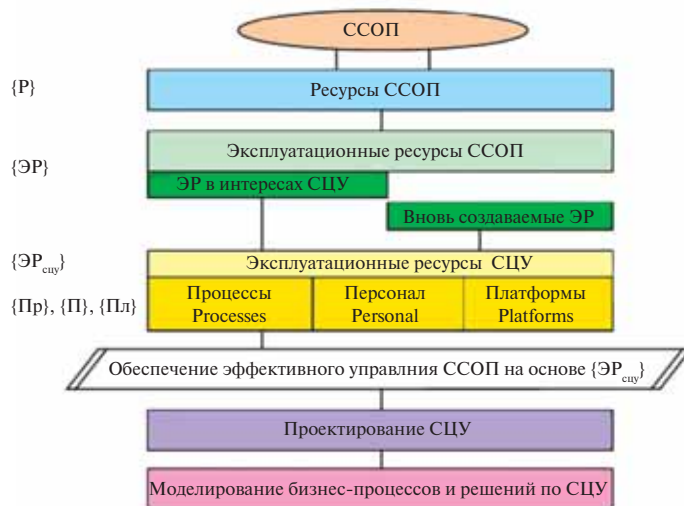 ССОП
{Р}
Ресурсы ССОП
Эксплуатационные ресурсы ССОП
{ЭР}
ЭР в интересах СЦУ
Вновь создаваемые ЭР
{ЭРсцу}
Эксплуатационные ресурсы СЦУ
{Пр}, {П}, {Пл}
Процессы
Processes
Персонал
Personal
Платформы
Platforms
Обеспечение эффективного управлния ССОП на основе {ЭРсцу}
Проектирование СЦУ
Моделирование бизнес-процессов и решений по СЦУ